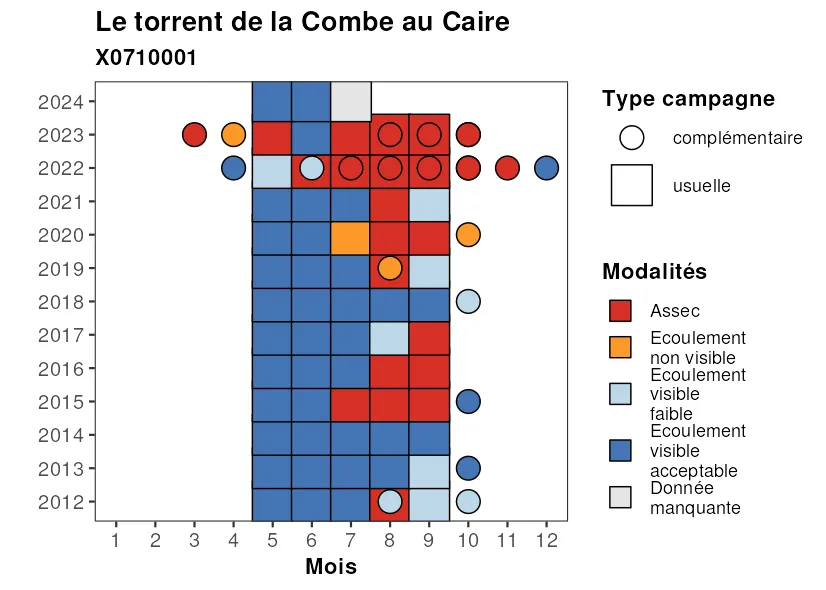 Le torrent de la Combe au Caire
X0710001
2024
2023
2022
2021
2020
2019
2018
2017
2016
2015
2014
2013
2012
1 2 3 4 5 6 7 8 9 10 11 12
Mois
Type campagne
complémentaire
usuelle
Modalités
Assec
Ecoulement
non visible
Ecoulement
visible
faible
Ecoulement
visible
acceptable
Donnée
manquante